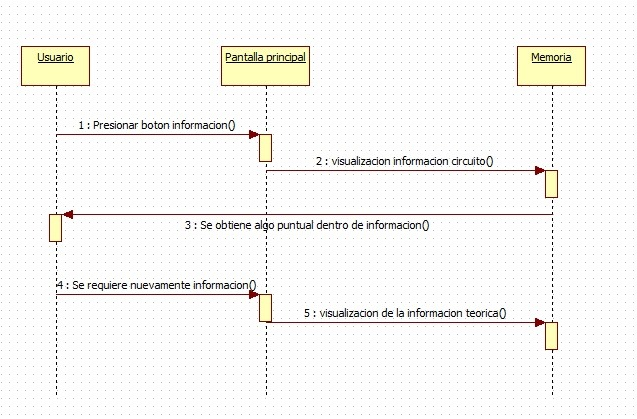 Usuario
Pantalla principal
Memoria
1 : Presionar boton informacion()
2 : visualizacion informacion circuito()
3 : Se obtiene algo puntual dentro de informacion()
4 : Se requiere nuevamente informacion()
5 : visualizacion de la informacion teorica()